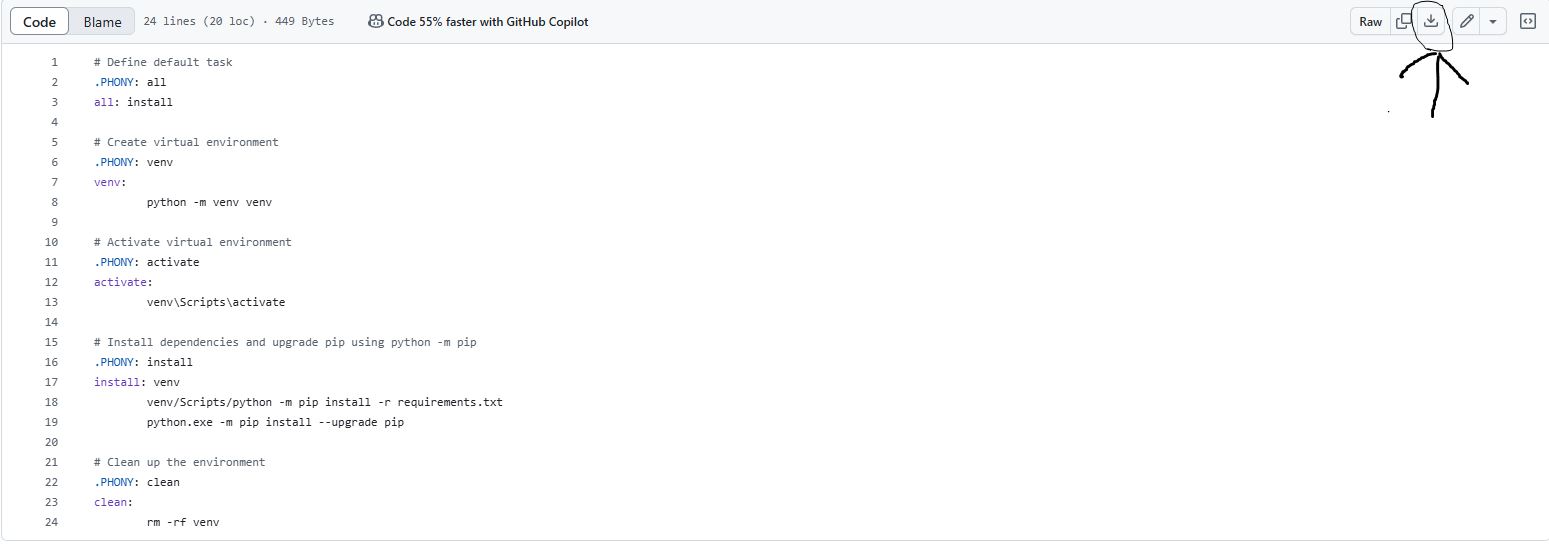 Code Blame 24 lines (20 loc) · 449 Bytes Code 55% faster with GitHub Copilot Raw
1 # Define default task
2 .PHONY: all
3 all: install
4
5 # Create virtual environment
6 .PHONY: venv
7 venv:
8 python -m venv venv
9
10 # Activate virtual environment
11 .PHONY: activate
12 activate:
13 venv\Scripts\activate
14
15 # Install dependencies and upgrade pip using python -m pip
16 .PHONY: install
17 install: venv
18 venv/Scripts/python -m pip install -r requirements.txt
19 python.exe -m pip install --upgrade pip
20
21 # Clean up the environment
22 .PHONY: clean
23 clean:
24 rm -rf venv